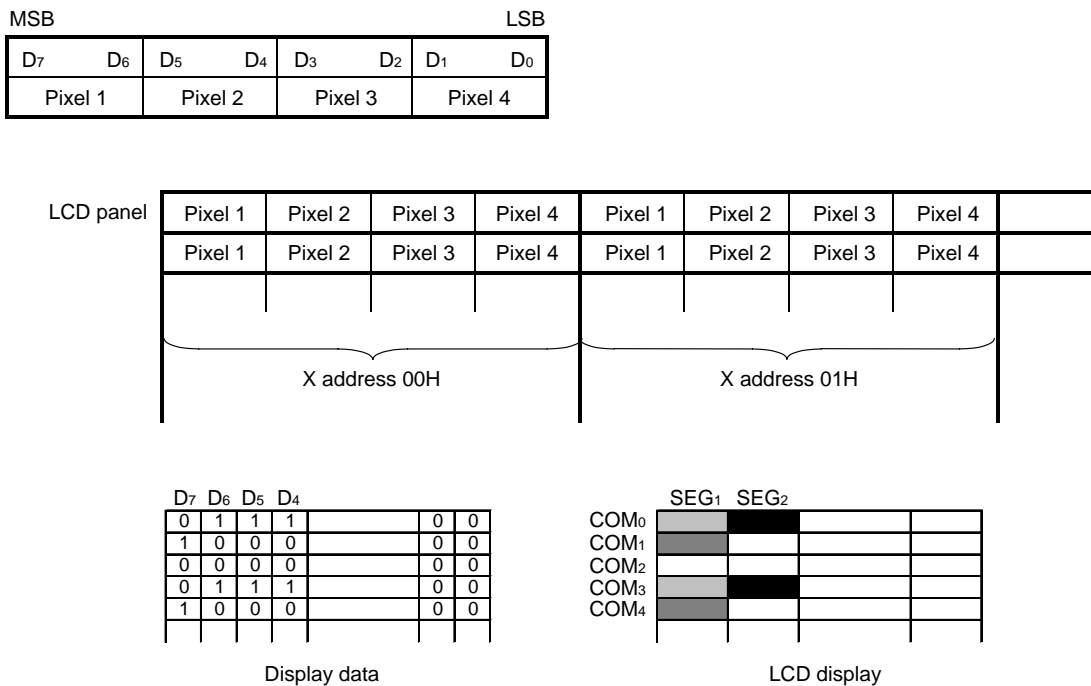 MSB LSB
D7 D6 D5 D4 D3 D2 D1 D0
Pixel 1 Pixel 2 Pixel 3 Pixel 4
LCD panel Pixel 1 Pixel 2 Pixel 3 Pixel 4 Pixel 1 Pixel 2 Pixel 3 Pixel 4
Pixel 1 Pixel 2 Pixel 3 Pixel 4 Pixel 1 Pixel 2 Pixel 3 Pixel 4
X address 00H X address 01H
D7 D6 D5 D4
0 1 1 1 0 0
1 0 0 0 0 0
0 0 0 0 0 0
0 1 1 1 0 0
1 0 0 0 0 0
Display data
SEG1 SEG2
COM0
COM1
COM2
COM3
COM4
LCD display